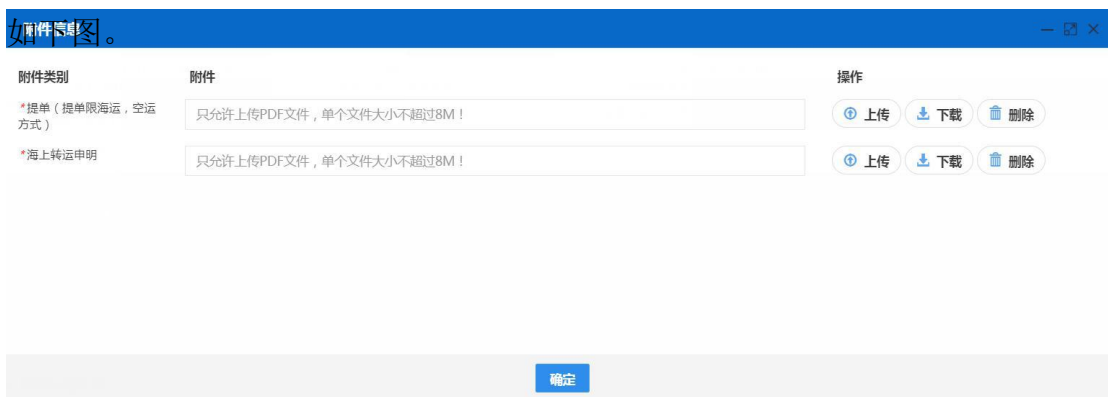 如下图。
附件信息
附件类别 附件 操作
*提单（提单限海运，空运
方式） 只允许上传PDF文件，单个文件大小不超过8M！ 上传 下载 删除
*海上转运申明 只允许上传PDF文件，单个文件大小不超过8M！ 上传 下载 删除
确定